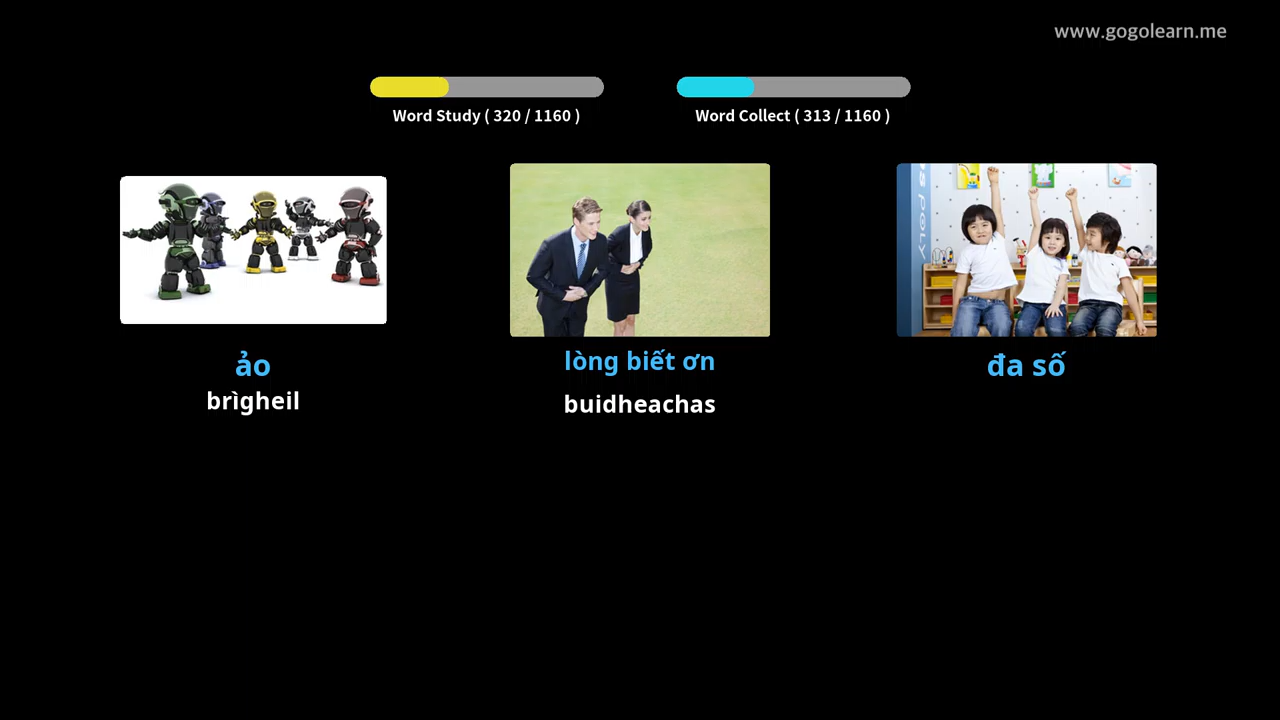 www.gogolearn.me
Word Study ( 320 / 1160 )
Word Collect ( 313 / 1160 )
ảo
brìgheil
lòng biết ơn
buidheachas
đa số